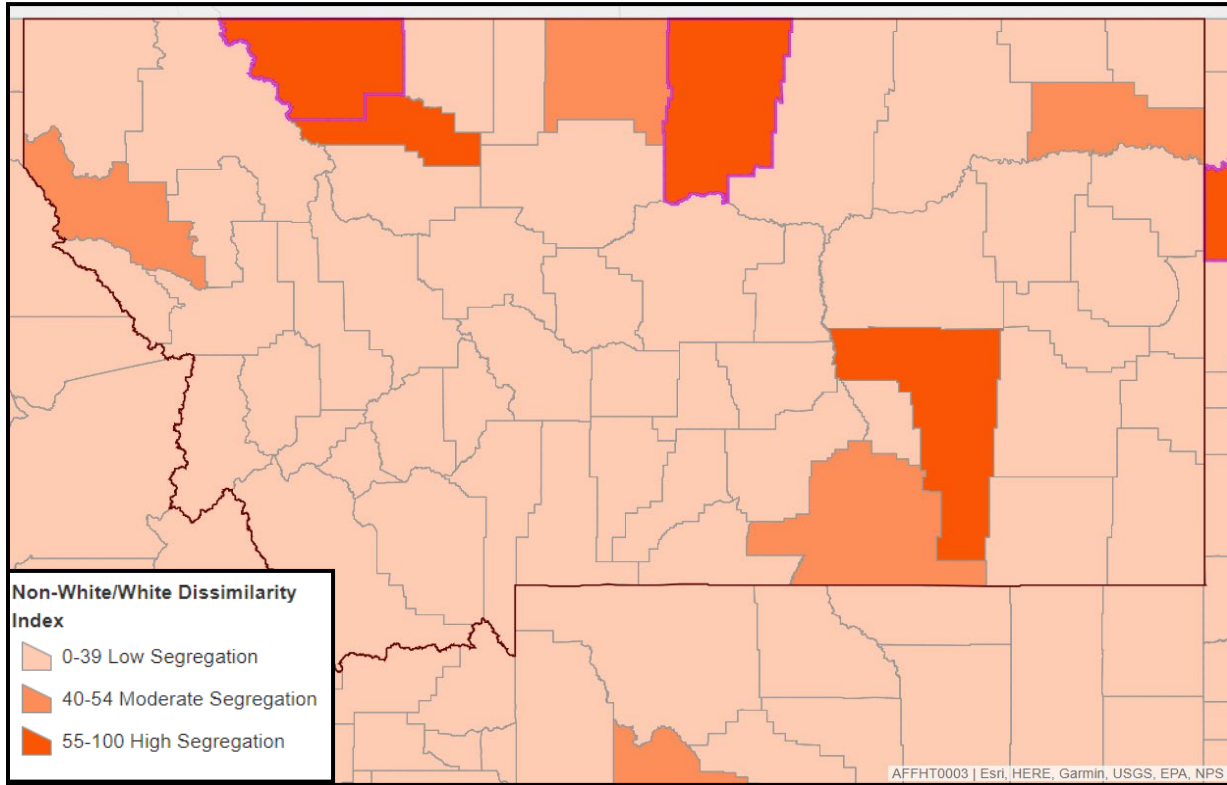 Non-White/White Dissimilarity
Index
0-39 Low Segregation
40-54 Moderate Segregation
55-100 High Segregation
AFFHT0003 | Esri, HERE, Garmin, USGS, EPA, NPS